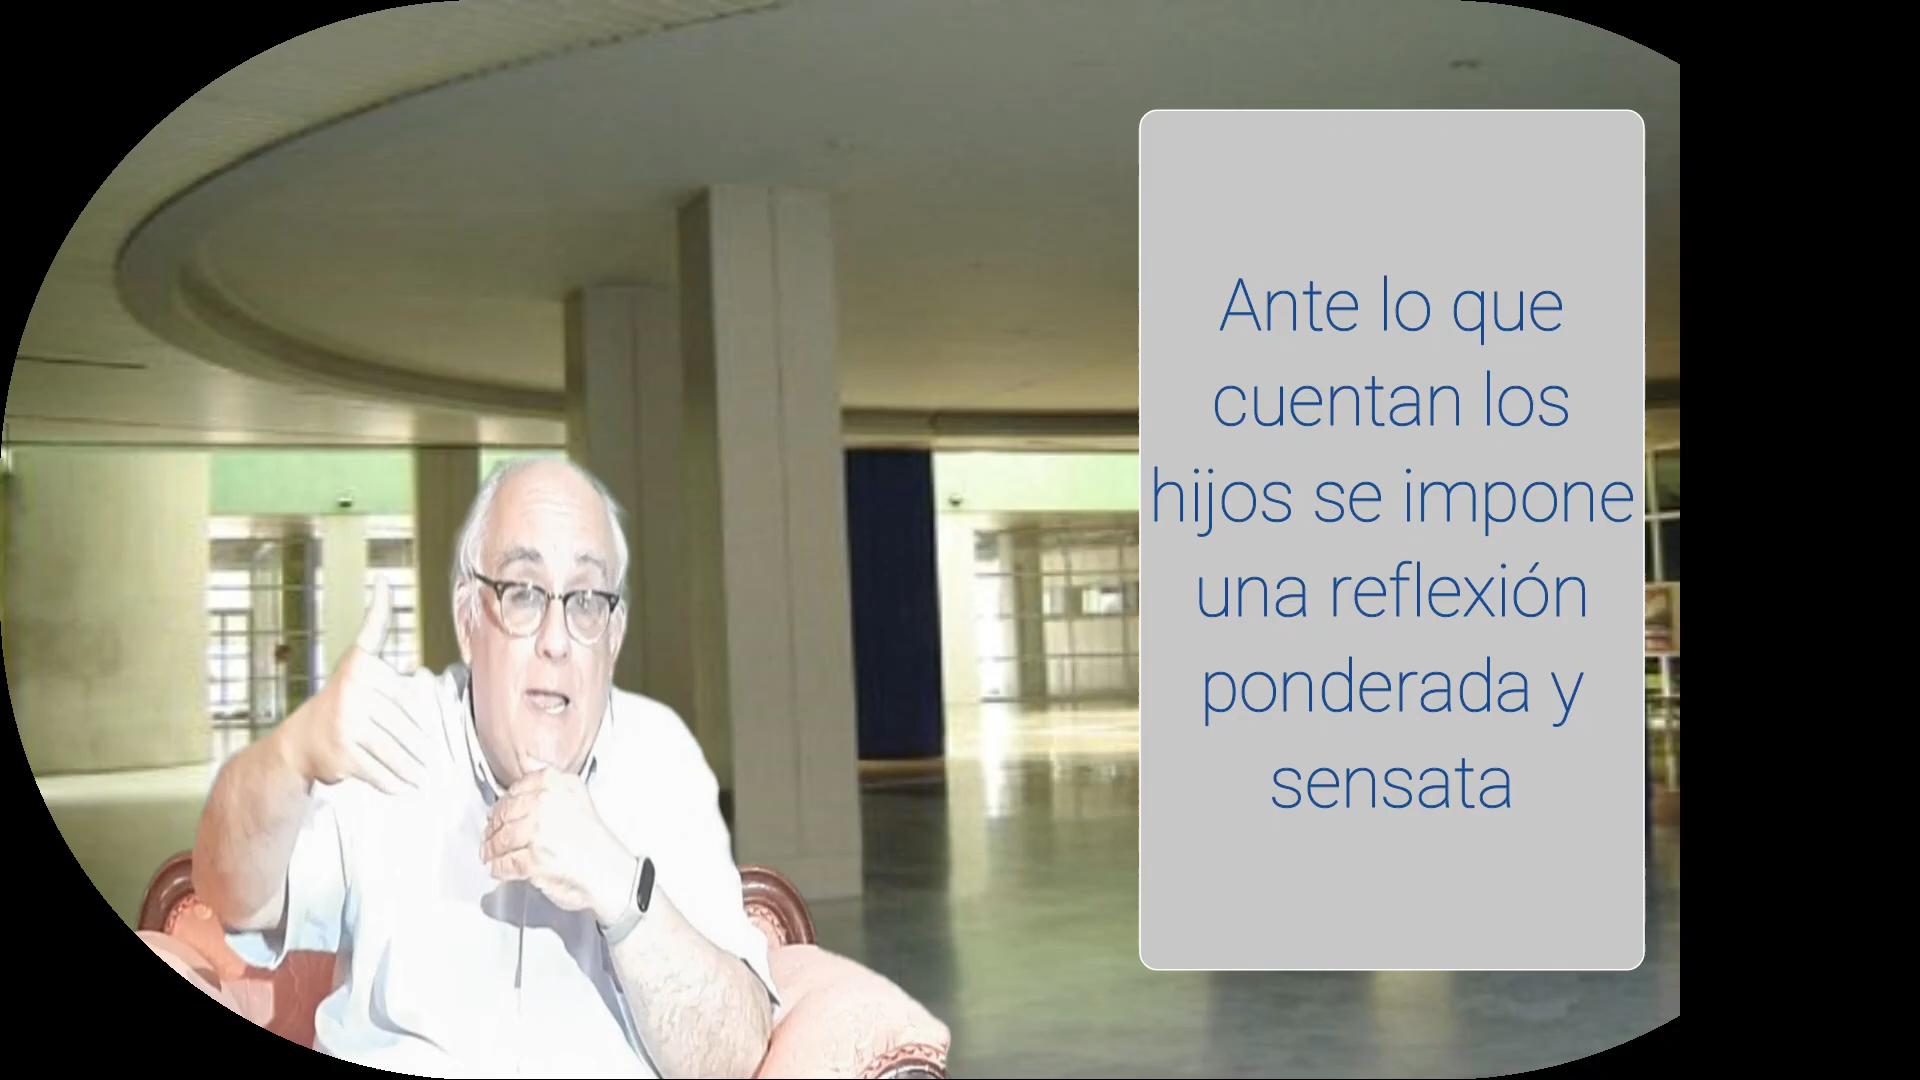 Ante lo que
cuentan los
hijos se impone
una reflexión
ponderada y
sensata